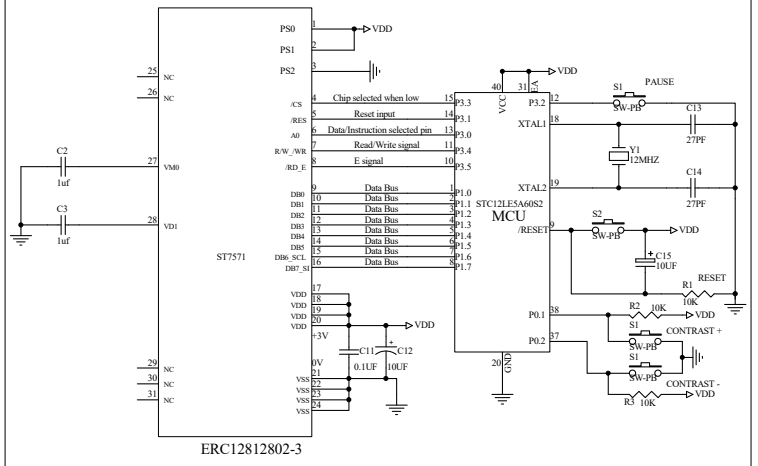 PS0 1 VDD
PS1 2
PS2 3
25 NC
26 NC
/CS 4 Chip selected when low 15 P3.3
/RES 5 Reset input 14 P3.1
A0 6 Data/Instruction selected pin 13 P3.0
R/W_/WR 7 Read/Write signal 11 P3.4
/RD_E 8 E signal 10 P3.5
C2
1uf
27 VM0
C3
1uf
28 VD1
DB0 9 Data Bus 1 P1.0
DB1 10 Data Bus 2 P1.1
DB2 11 Data Bus 3 P1.2
DB3 12 Data Bus 4 P1.3
DB4 13 Data Bus 5 P1.4
DB5 14 Data Bus 6 P1.5
DB6_SCL 15 Data Bus 7 P1.6
DB7_SI 16 Data Bus 8 P1.7
ST7571
VDD 17
VDD 18
VDD 19
VDD 20 VDD
+3V
C11 0.1UF
C12 10UF
0V
VSS 21
VSS 22
VSS 23
VSS 24
29 NC
30 NC
31 NC
ERC12812802-3
40 VCC
31 EA
VDD
STC12LE5A60S2
MCU
P3.2 12
S1 PAUSE
SW-PB
XTAL1 18
C13
27PF
Y1
12MHZ
XTAL2 19
C14
27PF
/RESET 9
S2
SW-PB
VDD
+ C15
10UF
R1 RESET
10K
P0.1 38
R2 10K VDD
S1 CONTRAST +
SW-PB
P0.2 37
S1
SW-PB
CONTRAST -
R3 10K VDD
20 GND